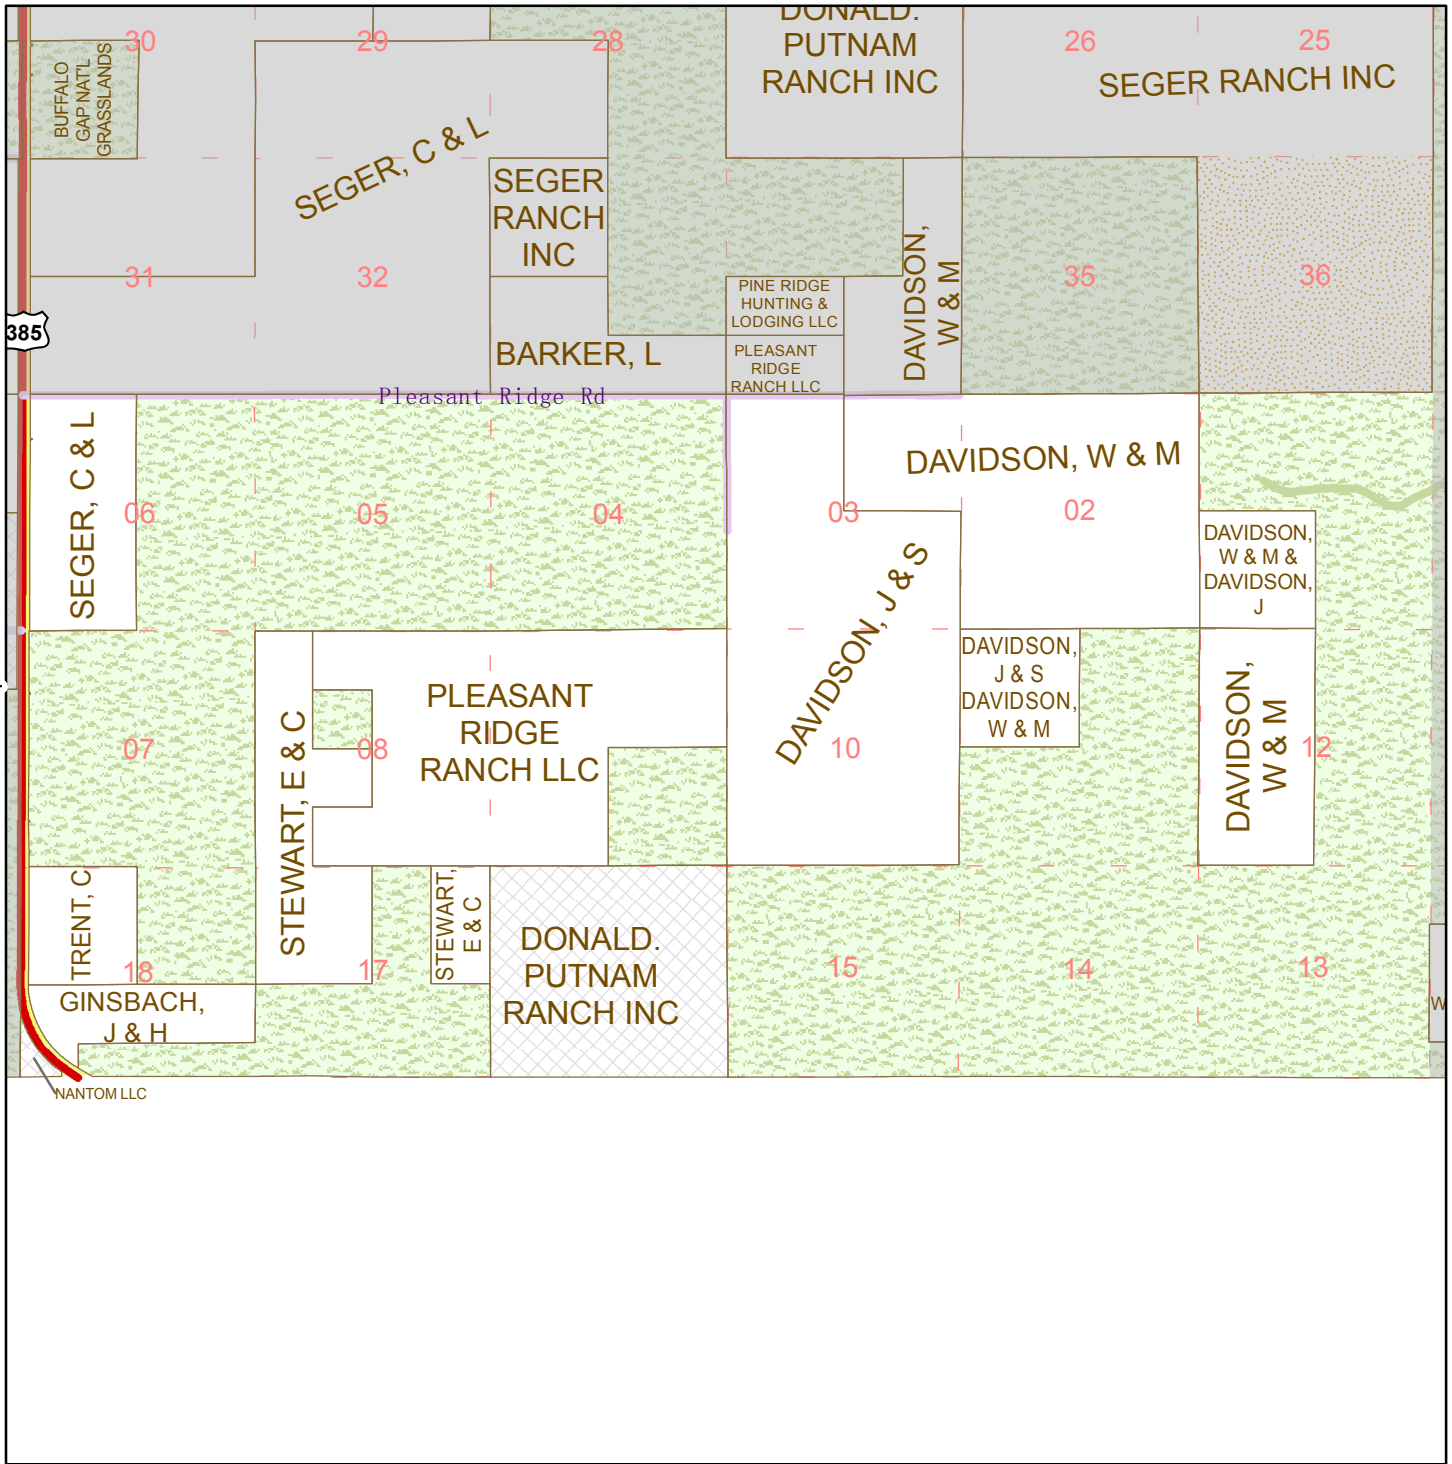 DONALD.
PUTNAM
RANCH INC
30
29
28
26
25
BUFFALO
GAP NAT'L
GRASSLANDS
SEGER RANCH INC
SEGER, C & L
SEGER
RANCH
INC
31
32
35
36
DAVIDSON,
W & M
PINE RIDGE
HUNTING &
LODGING LLC
385
BARKER, L
PLEASANT
RIDGE
RANCH LLC
Pleasant Ridge Rd
SEGER, C & L
DAVIDSON, W & M
06
05
04
03
02
DAVIDSON,
W & M &
DAVIDSON,
J
DAVIDSON, J & S
DAVIDSON,
J & S
DAVIDSON,
W & M
PLEASANT
RIDGE
RANCH LLC
STEWART, E & C
DAVIDSON,
W & M
07
08
10
12
TRENT, C
STEWART,
E & C
DONALD.
PUTNAM
RANCH INC
18
17
15
14
13
GINSBACH,
J & H
W
NANTOM LLC